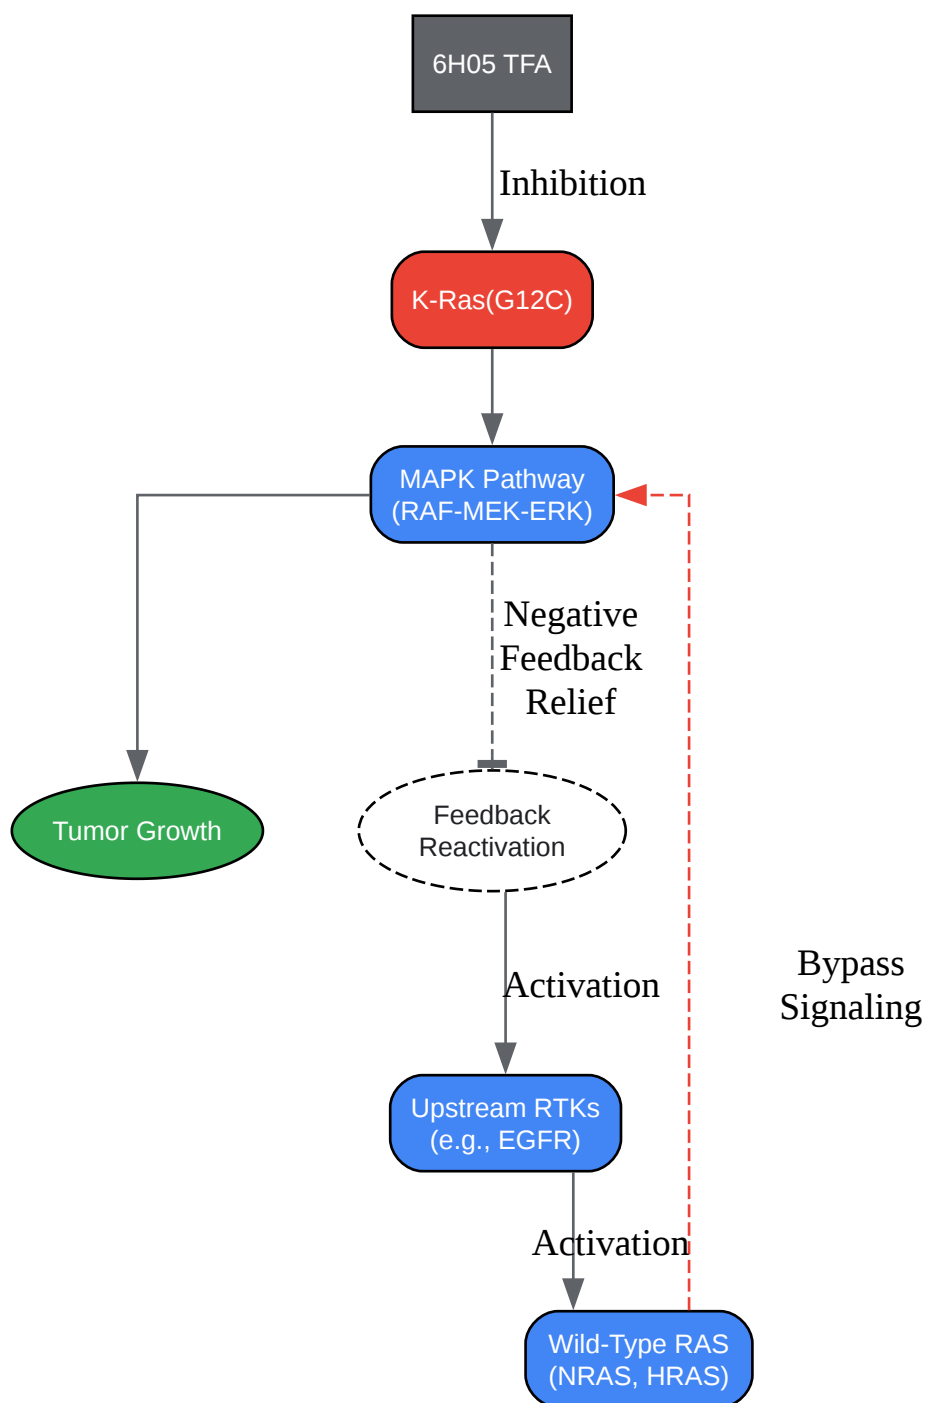 6H05 TFA
Inhibition
K-Ras(G12C)
MAPK Pathway
(RAF-MEK-ERK)
Negative
Feedback
Relief
Tumor Growth
Feedback
Reactivation
Bypass
Signaling
Activation
Upstream RTKs
(e.g., EGFR)
Activation
Wild-Type RAS
(NRAS, HRAS)